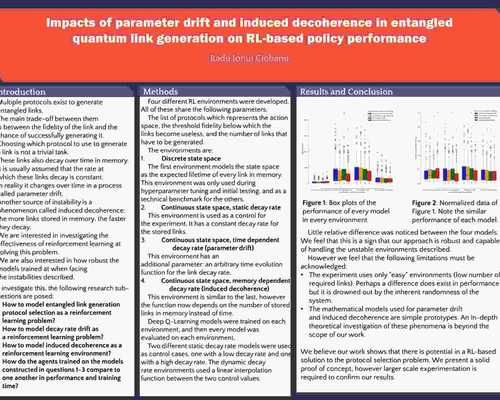 Impacts of parameter drift and induced decoherence in entangled
quantum link generation on RL-based policy performance
Radu Ionut Ciobanu
Introduction
Multiple protocols exist to generate
entangled links.
The main trade-off between them
is between the fidelity of the link and the
chance of successfully generating it.
Choosing which protocol to use to generate
a link is not a trivial task.
These links also decay over time in memory.
It is usually assumed that the rate at
which these links decay is constant.
In reality it changes over time in a process
called parameter drift.
Another source of instability is a
phenomenon called induced decoherence:
the more links stored in memory, the faster
they decay.
We are interested in investigating the
effectiveness of reinforcement learning at
solving this problem.
We are also in interested in how robust the
models trained at when facing
the instabilities described.
To investigate this, the following research sub-
questions are posed:
How to model entangled link generation
protocol selection as a reinforcement
learning problem?
How to model decay rate drift as
a reinforcement learning problem?
How to model induced decoherence as a
reinforcement learning environment?
How do the agents trained on the models
constructed in questions 1-3 compare to
one another in performance and training
time?
Methods
Four different RL environments were developed.
All of these share the following parameters.
The list of protocols which represents the action
space, the threshold fidelity below which the
links become useless, and the number of links that
have to be generated.
The environments are:
1. Discrete state space
The first environment models the state space
as the expected lifetime of every link in memory.
This environment was only used during
hyperparameter tuning and initial testing, and as a
technical benchmark for the others.
2. Continuous state space, static decay rate
This environment is used as a control for
the experiment. It has a constant decay rate for
the stored links.
3. Continuous state space, time dependent
decay rate (parameter drift)
This environment has an
additional parameter: an arbitrary time evolution
function for the link decay rate.
4. Continuous state space, memory dependent
decay rate (induced decoherence)
This environment is similar to the last, however
the function now depends on the number of stored
links in memory instead of time.
Deep Q-Learning models were trained on each
environment, and then every model was
evaluated on each environment.
Two different static decay rate models were used
as control cases, one with a low decay rate and one
with a high decay rate. The dynamic decay
rate environments used a linear interpolation
function between the two control values.
Results and Conclusion
Figure 1: Box plots of the
performance of every model
in every environment
Figure 2: Normalized data of
Figure 1. Note the similar
performance of each model.
Little relative difference was noticed between the four models.
We feel that this is a sign that our approach is robust and capable
of handling the unstable environments described.
However we feel that the following limitations must be
acknowledged:
• The experiment uses only "easy" environments (low number of
required links). Perhaps a difference does exist in performance
but it is drowned out by the inherent randomness of the
system.
• The mathematical models used for parameter drift
and induced decoherence are simple prototypes. An in-depth
theoretical investigation of these phenomena is beyond the
scope of our work
We believe our work shows that there is potential in a RL-based
solution to the protocol selection problem. We present a solid
proof of concept, however larger scale experimentation is
required to confirm our results.